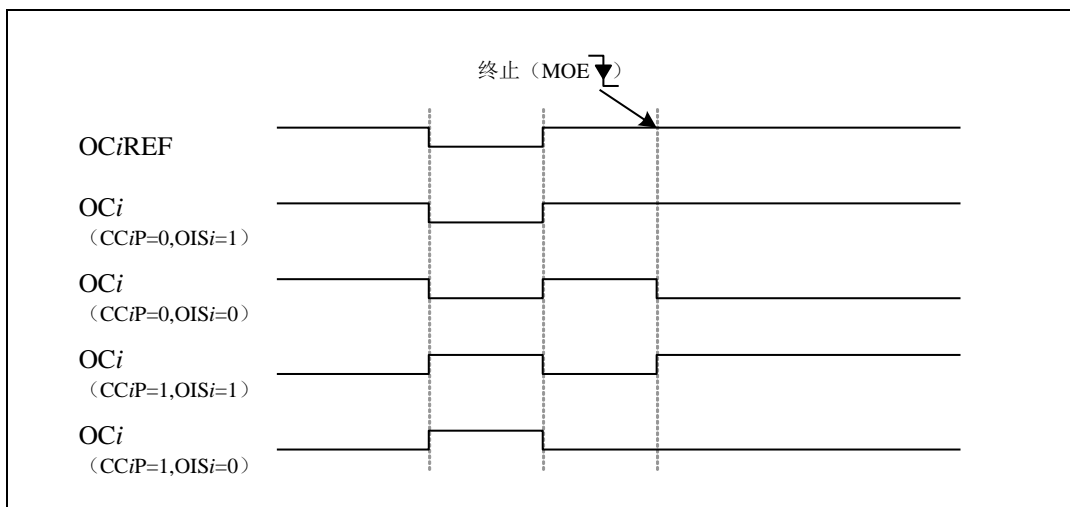 终止（MOE）
OCiREF
OCi
（CCiP=0,OISi=1）
OCi
（CCiP=0,OISi=0）
OCi
（CCiP=1,OISi=1）
OCi
（CCiP=1,OISi=0）